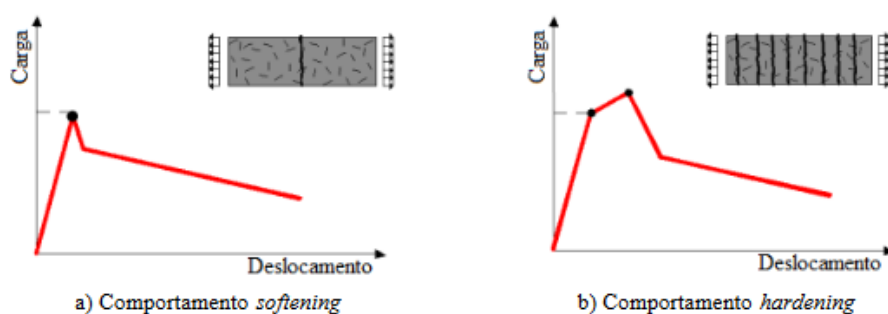 Carga
Deslocamento
a) Comportamento softening
Carga
Deslocamento
b) Comportamento hardening